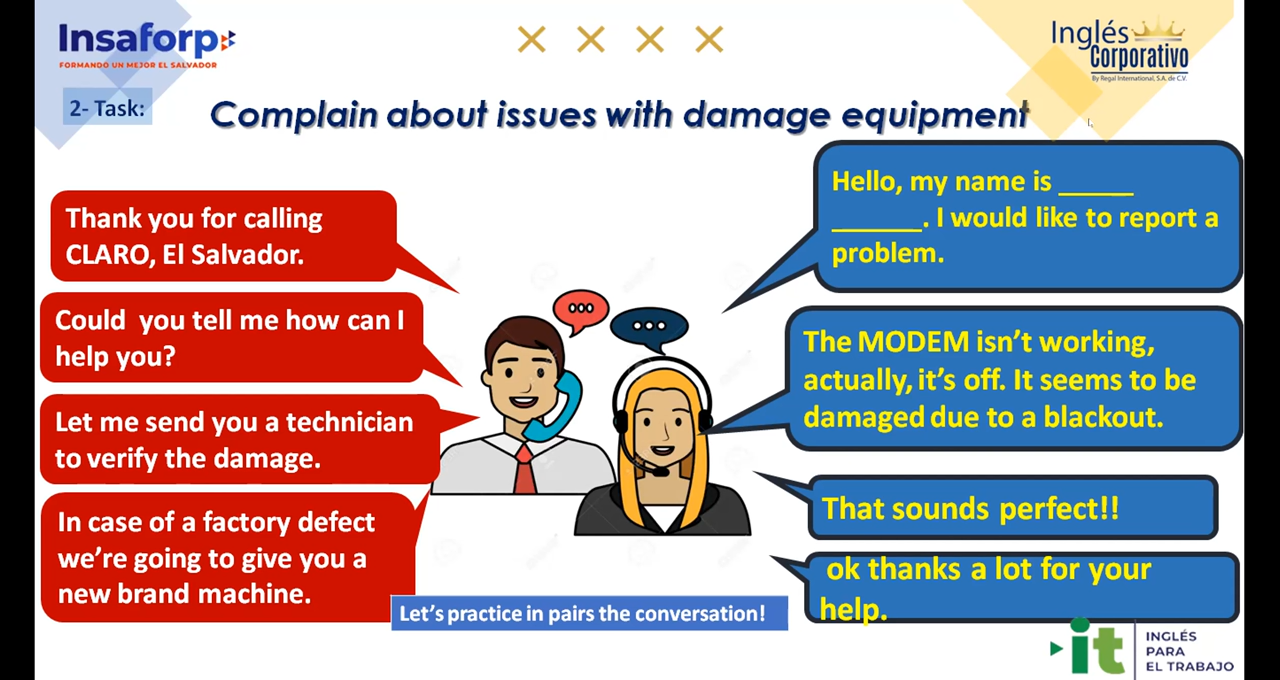 Insaforp
FORMANDO UN MEJOR EL SALVADOR
Inglés
Corporativo
By Regal International, S.A. de C.V.
2- Task:
Complain about issues with damage equipment
Thank you for calling
CLARO, El Salvador.
Hello, my name is _____
______. I would like to report a
problem.
Could you tell me how can I
help you?
The MODEM isn't working,
actually, it's off. It seems to be
damaged due to a blackout.
Let me send you a technician
to verify the damage.
That sounds perfect!!
In case of a factory defect
we're going to give you a
new brand machine.
ok thanks a lot for your
help.
Let's practice in pairs the conversation!
it
INGLÉS
PARA
EL TRABAJO